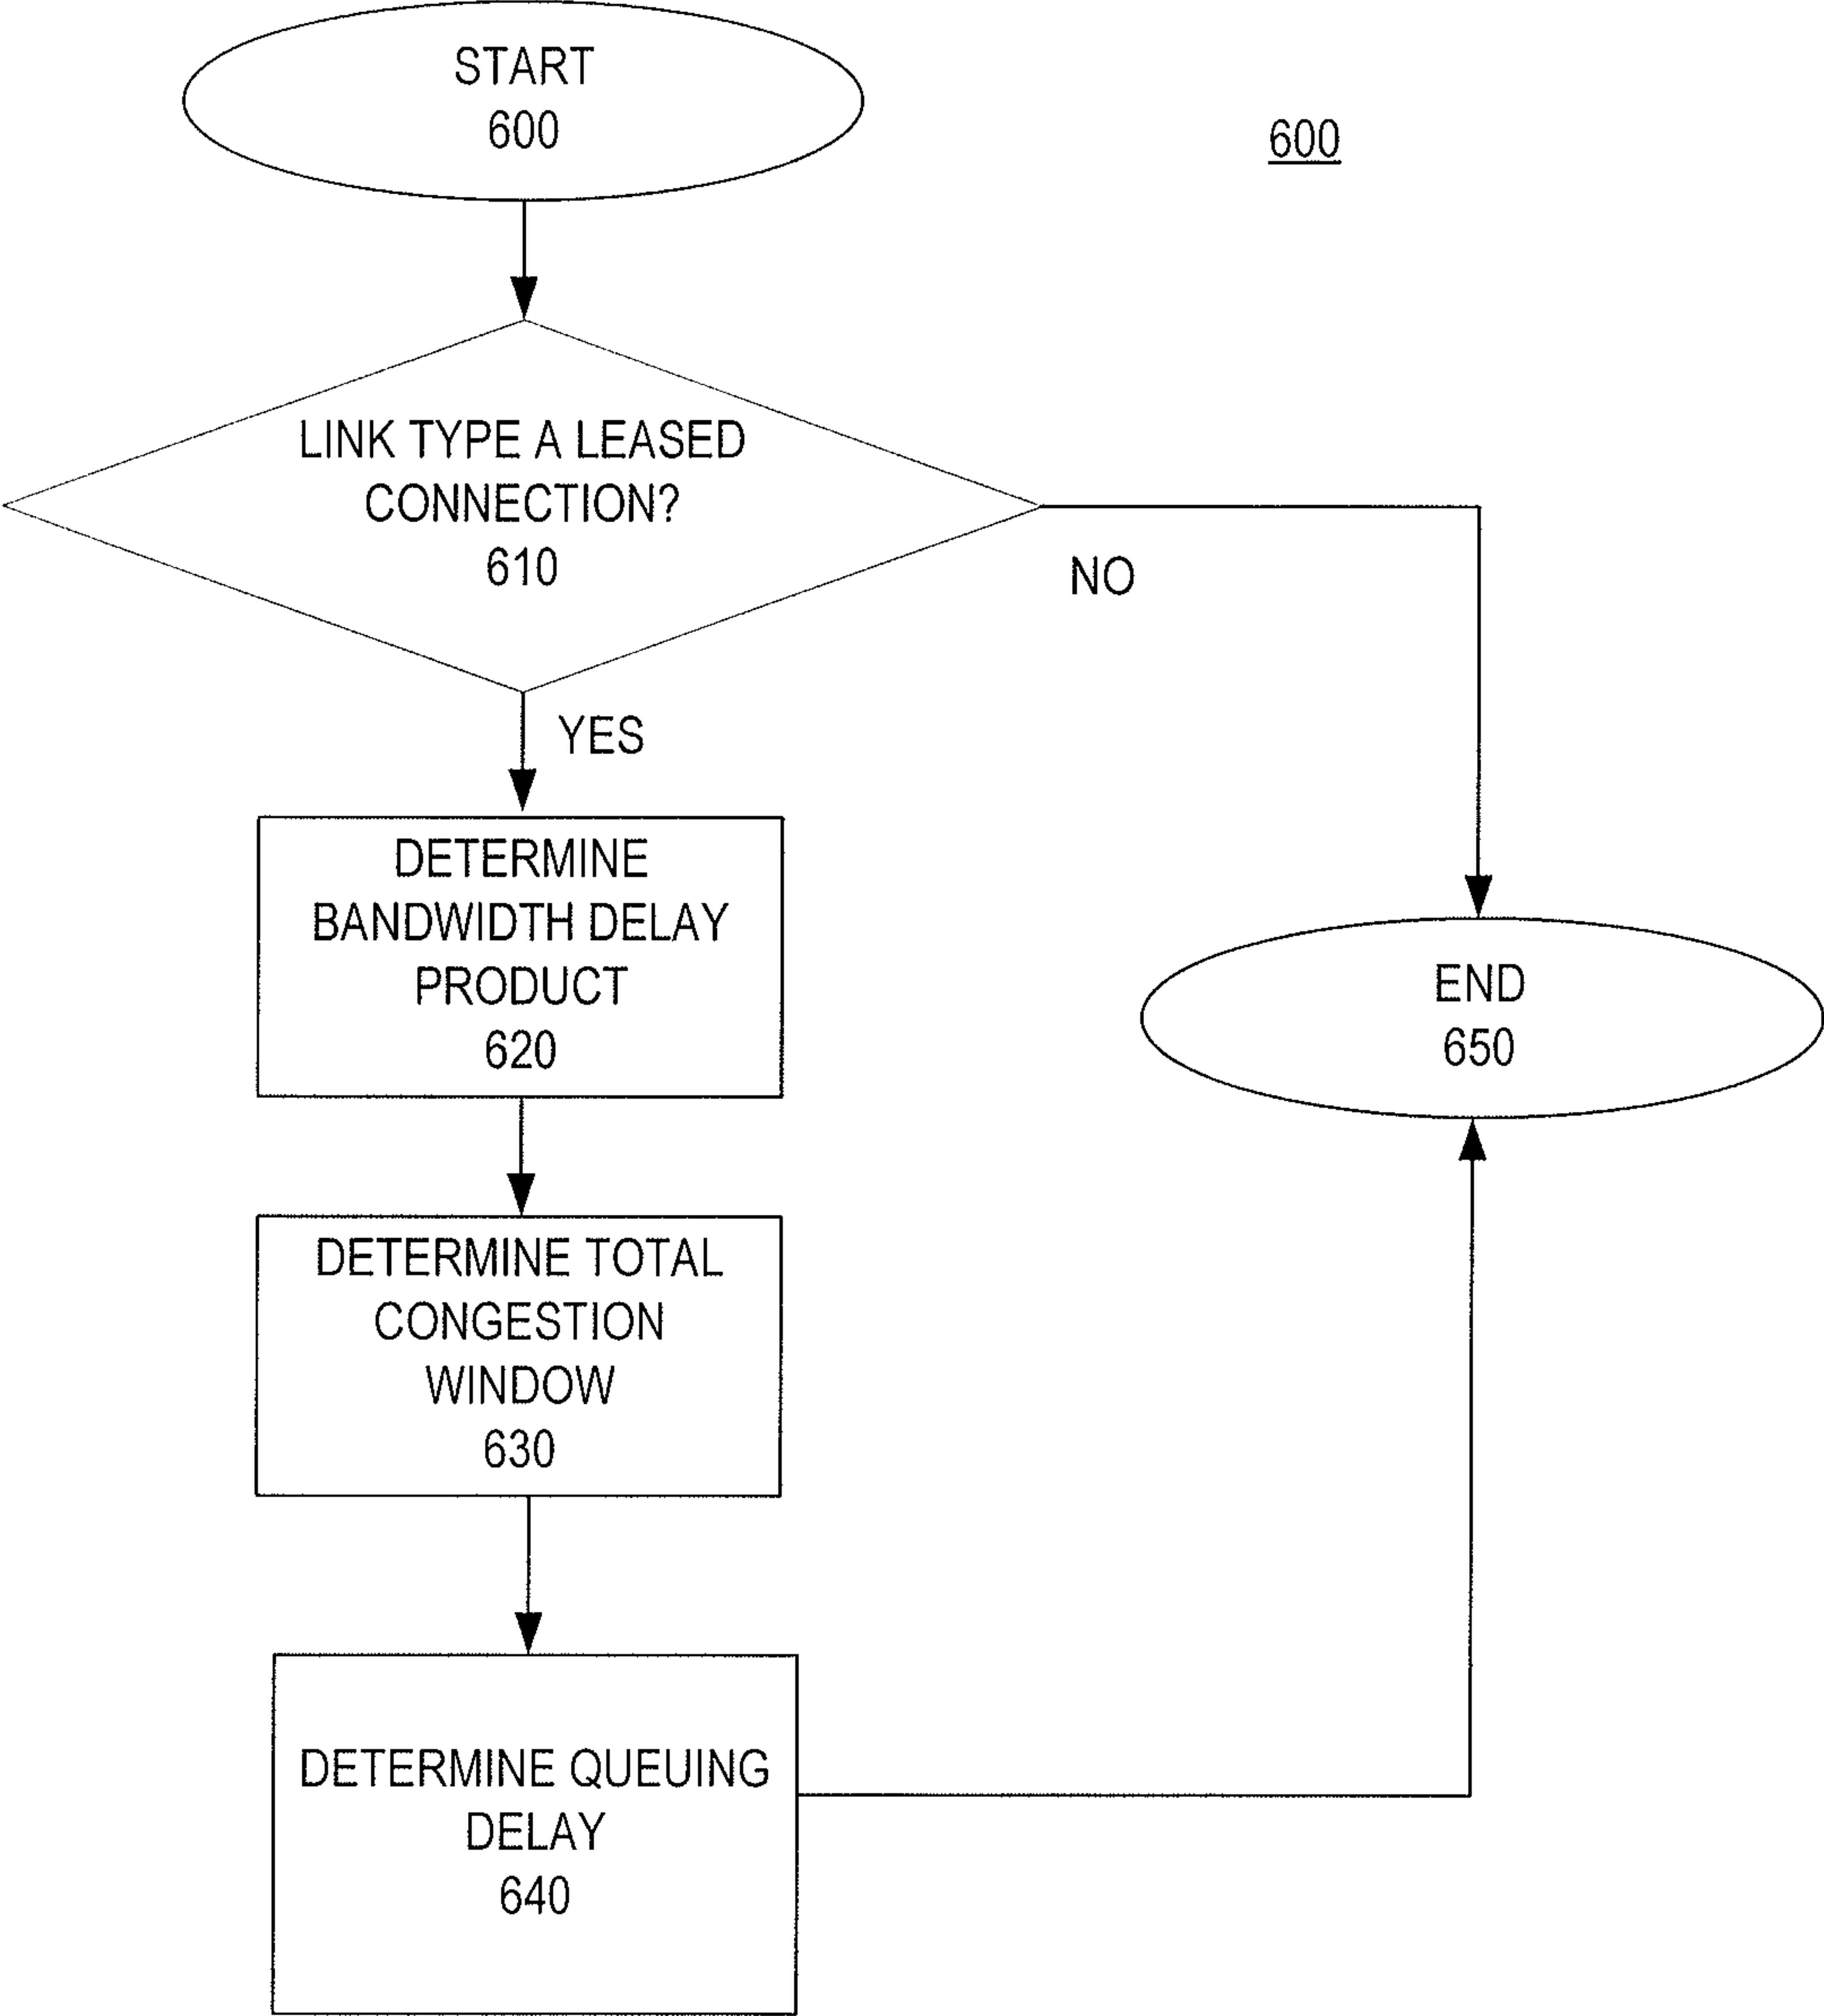 START
600
600
LINK TYPE A LEASED
CONNECTION?
610
NO
YES
DETERMINE
BANDWIDTH DELAY
PRODUCT
620
END
650
DETERMINE TOTAL
CONGESTION
WINDOW
630
DETERMINE QUEUING
DELAY
640